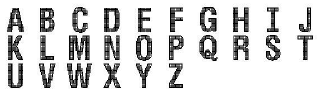 A B C D E F G H I J
K L M N O P Q R S T
U V W X Y Z